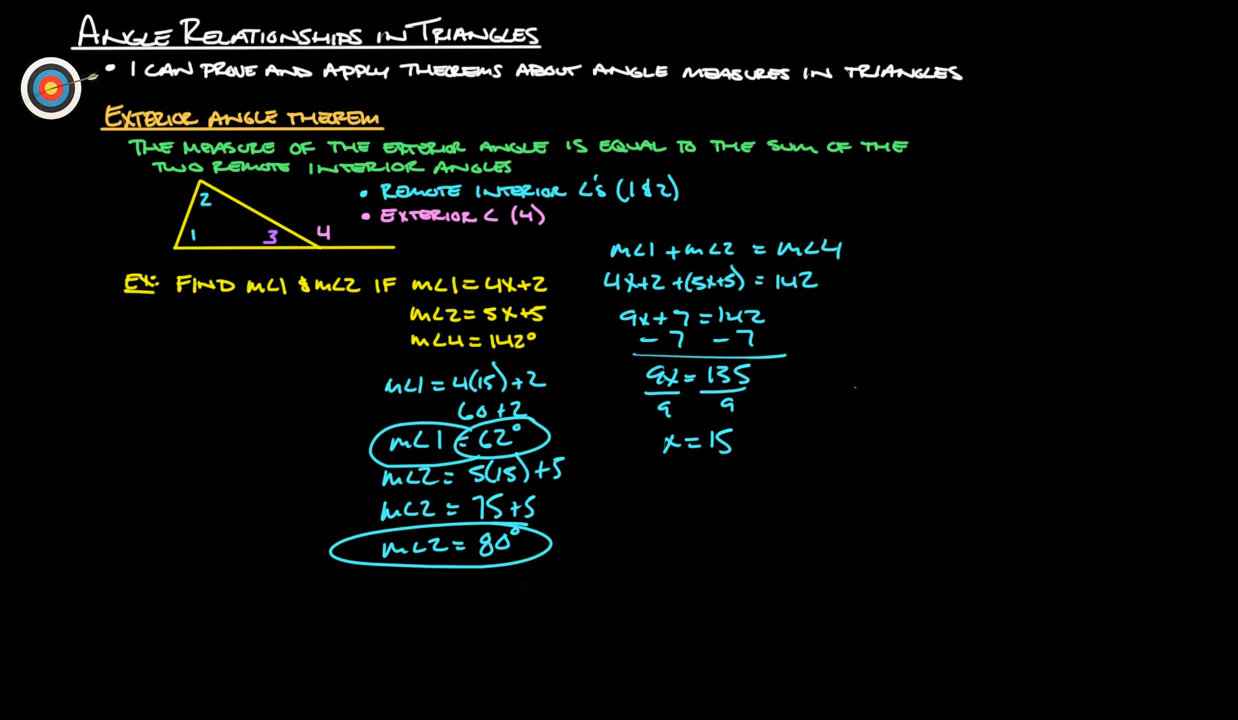 ANGLE RELATIONSHIPS IN TRIANGLES
• I CAN PROVE AND APPLY THEOREMS ABOUT ANGLE MEASURES IN TRIANGLES
EXTERIOR ANGLE THEREM
THE MEASURE OF THE EXTERIOR ANGLE IS EQUAL TO THE SUM OF THE
TWO REMOTE INTERIOR ANGLES
• REMOTE INTERIOR ∠'S (1 & 2)
• EXTERIOR ∠ (4)
2
1
3
4
EX: FIND m∠1 & m∠2 IF m∠1 = 4x+2
m∠2 = 5x+5
m∠4 = 142°
m∠1 + m∠2 = m∠4
4x+2 +(5x+5) = 142
9x+7 = 142
-7 -7
9x = 135
9 9
x = 15
m∠1 = 4(15)+2
60+2
m∠1 = 62°
m∠2 = 5(15)+5
m∠2 = 75+5
m∠2 = 80°